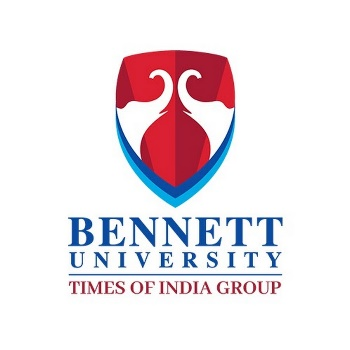 BENNETT
UNIVERSITY
TIMES OF INDIA GROUP